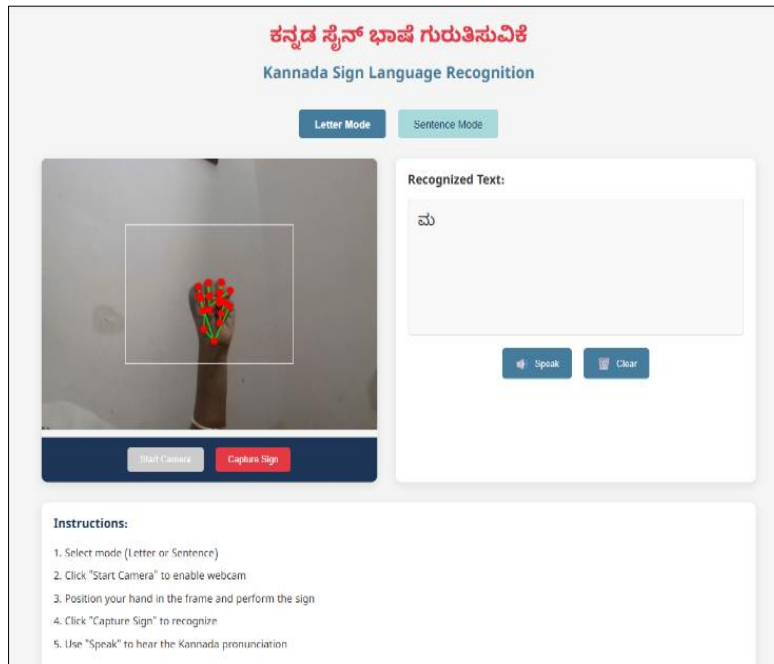 ಕನ್ನಡ ಸೈನ್ ಭಾಷೆ ಗುರುತಿಸುವಿಕೆ
Kannada Sign Language Recognition
Letter Mode Sentence Mode
Recognized Text:
ಮ
Speak Clear
Start Camera Capture Sign
Instructions:
1. Select mode (Letter or Sentence)
2. Click "Start Camera" to enable webcam
3. Position your hand in the frame and perform the sign
4. Click "Capture Sign" to recognize
5. Use "Speak" to hear the Kannada pronunciation